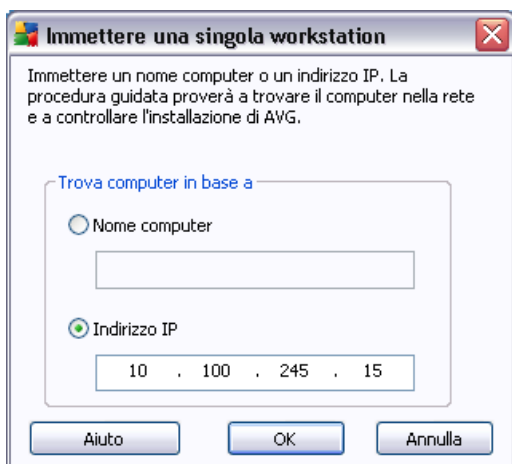 Immettere una singola workstation
Immettere un nome computer o un indirizzo IP. La
procedura guidata proverà a trovare il computer nella rete
e a controllare l'installazione di AVG.
Trova computer in base a
Nome computer
Indirizzo IP
10 . 100 . 245 . 15
Aiuto OK Annulla